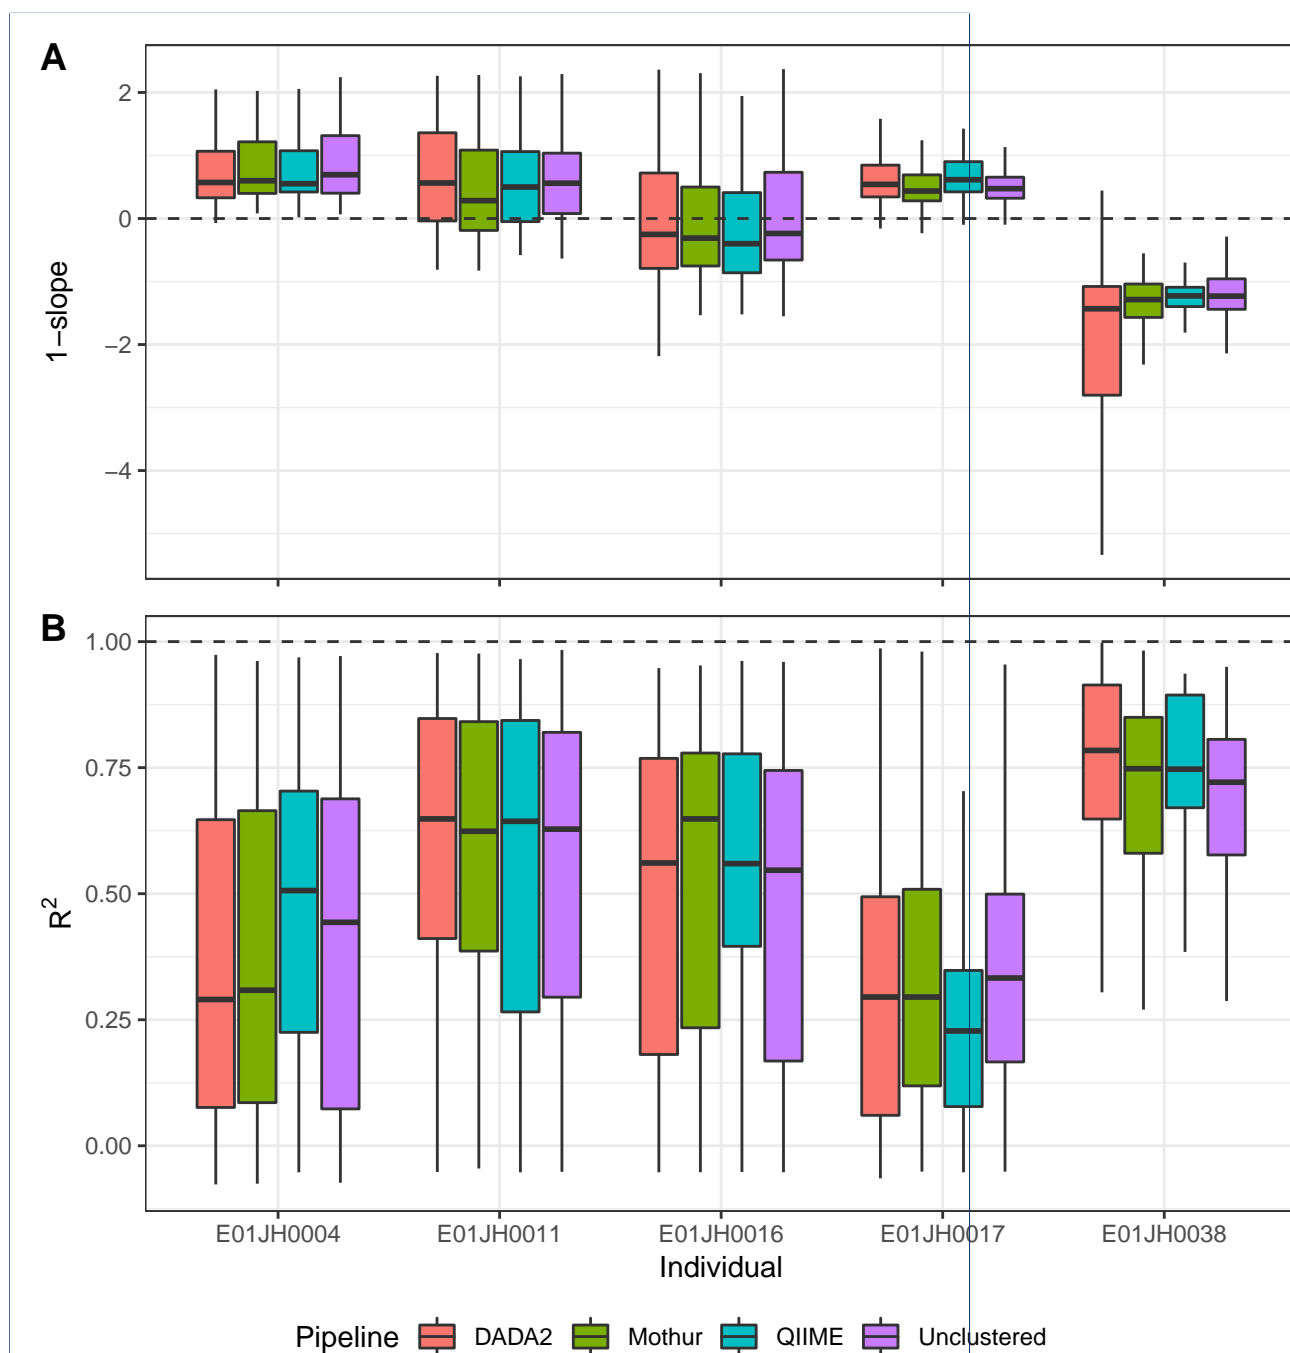 A
2
0
−2
−4
1−slope
B
1.00
0.75
0.50
0.25
0.00
R²
E01JH0004 E01JH0011 E01JH0016 E01JH0017 E01JH0038
Individual
Pipeline DADA2 Mothur QIIME Unclustered